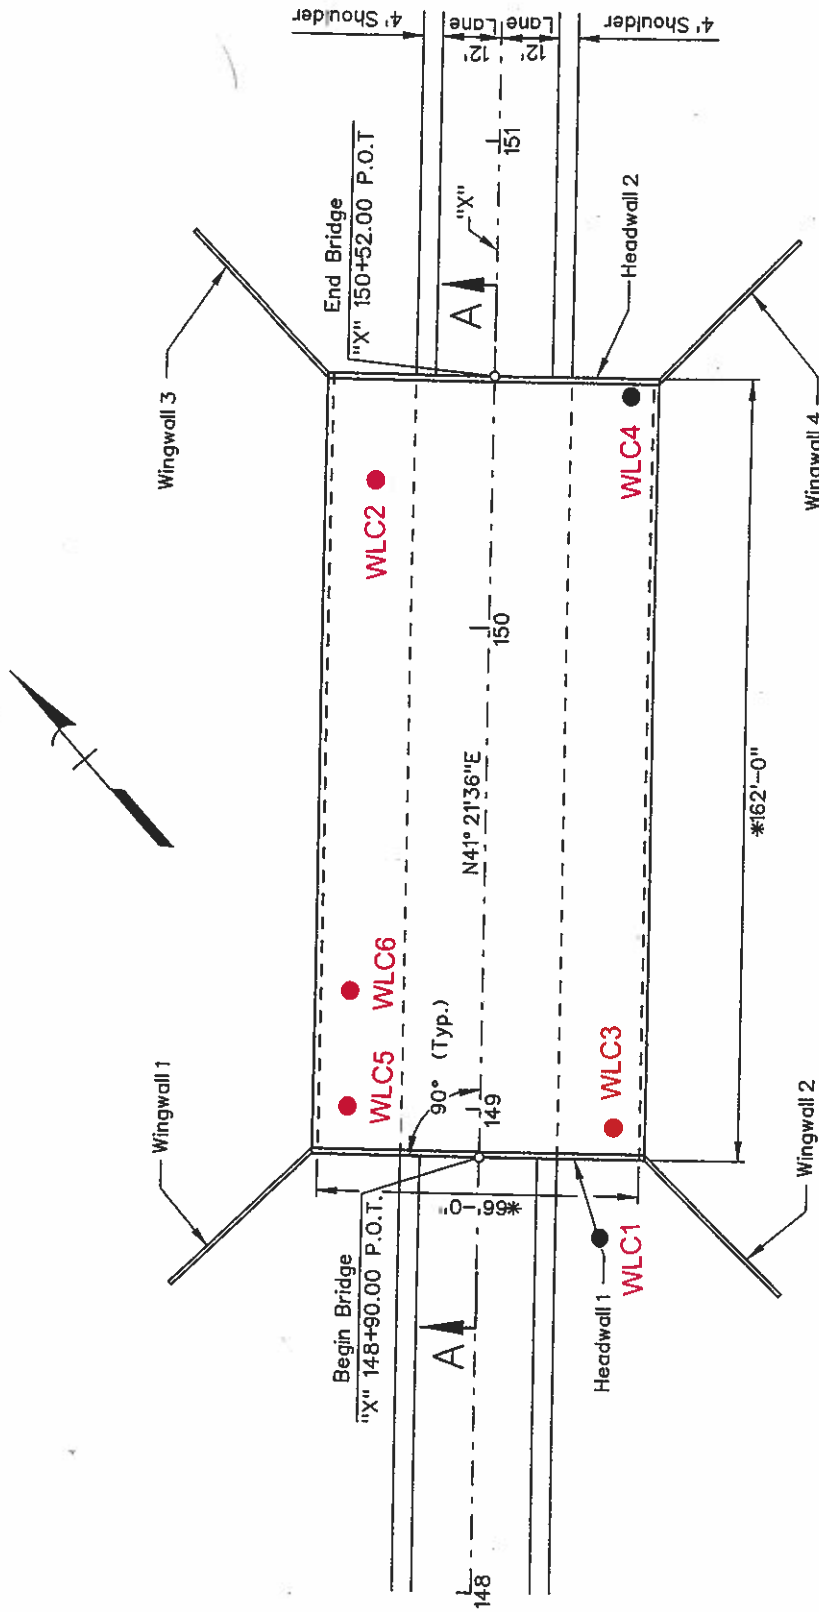 4' Shoulder
12' Lane
12' Lane
4' Shoulder
151
"X"
End Bridge
"X" 150+52.00 P.O.T
A
Headwall 2
Wingwall 3
Wingwall 4
WLC2
WLC4
150
N41° 21'36"E
*162'-0"
WLC6
WLC5
90° (Typ.)
149
WLC3
Wingwall 1
Wingwall 2
*66'-0"
Begin Bridge
"X" 148+90.00 P.O.T.
A
Headwall 1
WLC1
148